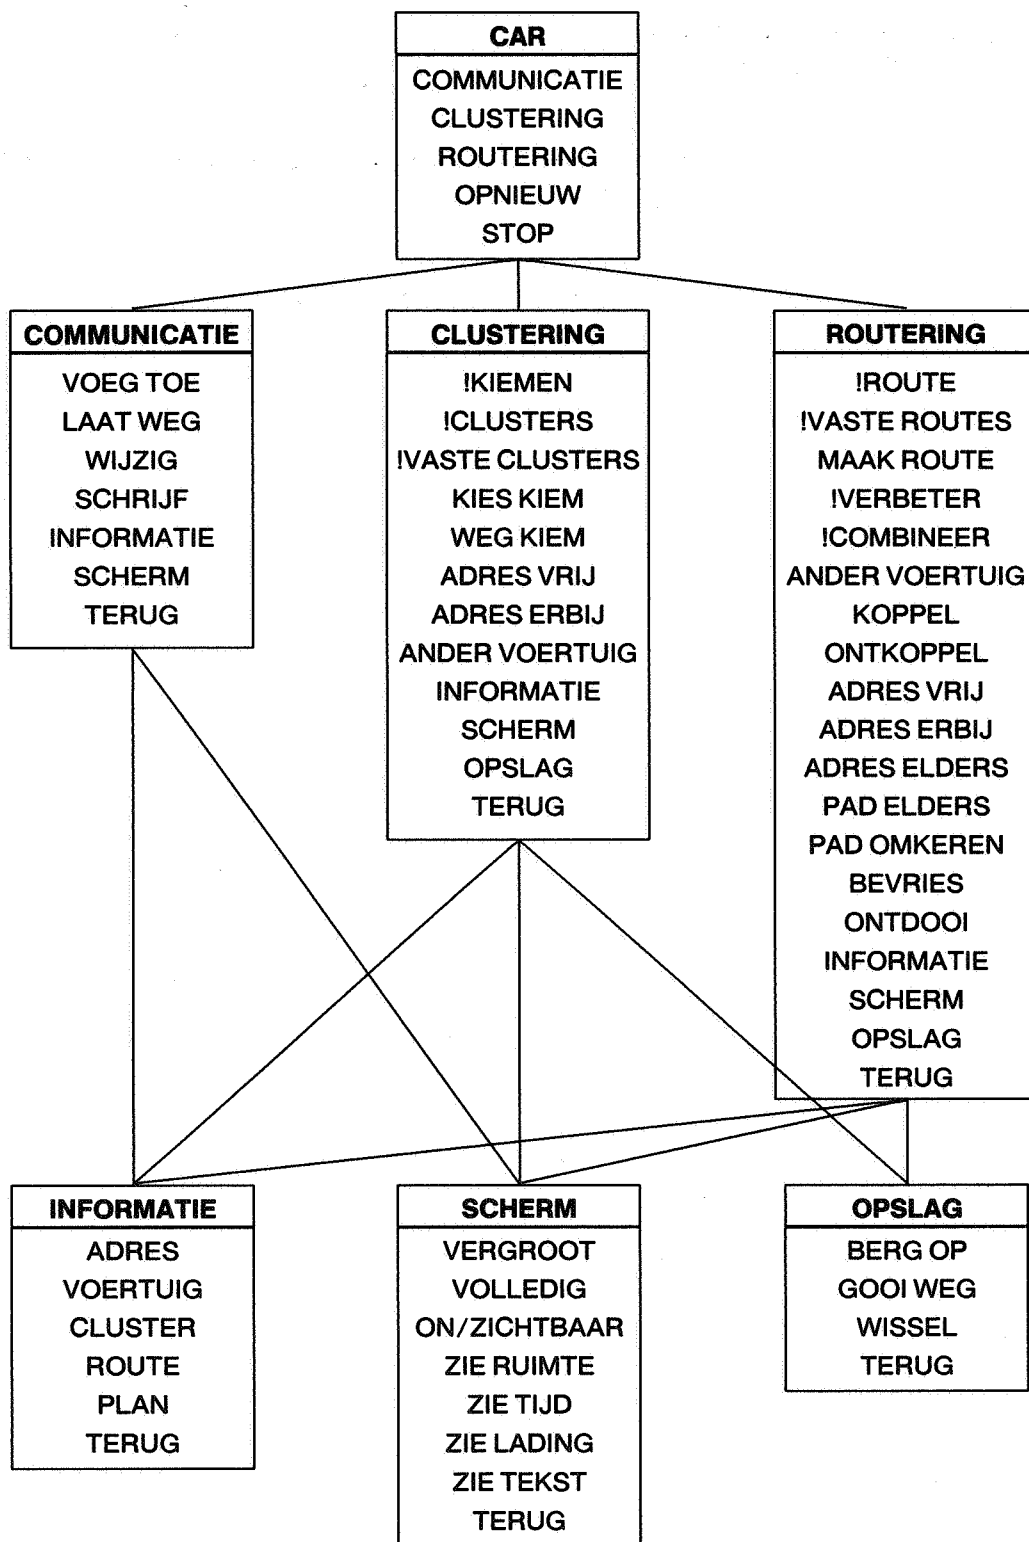 CAR
COMMUNICATIE
CLUSTERING
ROUTERING
OPNIEUW
STOP
COMMUNICATIE
VOEG TOE
LAAT WEG
WIJZIG
SCHRIJF
INFORMATIE
SCHERM
TERUG
CLUSTERING
!KIEMEN
!CLUSTERS
!VASTE CLUSTERS
KIES KIEM
WEG KIEM
ADRES VRIJ
ADRES ERBIJ
ANDER VOERTUIG
INFORMATIE
SCHERM
OPSLAG
TERUG
ROUTERING
!ROUTE
!VASTE ROUTES
MAAK ROUTE
!VERBETER
!COMBINEER
ANDER VOERTUIG
KOPPEL
ONTKOPPEL
ADRES VRIJ
ADRES ERBIJ
ADRES ELDERS
PAD ELDERS
PAD OMKEREN
BEVRIES
ONTDOOI
INFORMATIE
SCHERM
OPSLAG
TERUG
INFORMATIE
ADRES
VOERTUIG
CLUSTER
ROUTE
PLAN
TERUG
SCHERM
VERGROOT
VOLLEDIG
ON/ZICHTBAAR
ZIE RUIMTE
ZIE TIJD
ZIE LADING
ZIE TEKST
TERUG
OPSLAG
BERG OP
GOOI WEG
WISSEL
TERUG